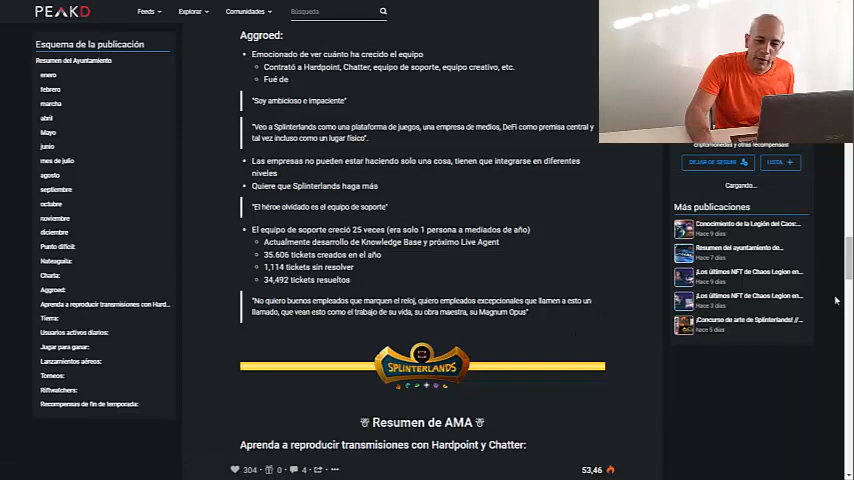 PEAKD
Feeds
Explorar
Comunidades
Búsqueda
Esquema de la publicación
Resumen del Ayuntamiento
enero
febrero
marcha
abril
Mayo
junio
mes de julio
agosto
septiembre
octubre
noviembre
diciembre
Punto difícil:
Nateaguila:
Charla:
Aggroed:
Aprenda a reproducir transmisiones con Hard...
Tierra:
Usuarios activos diarios:
Jugar para ganar:
Lanzamientos aéreos:
Torneos:
Riftwatchers:
Recompensas de fin de temporada:
Aggroed:
Emocionado de ver cuánto ha crecido el equipo
Contrató a Hardpoint, Chatter, equipo de soporte, equipo creativo, etc.
Fué de
"Soy ambicioso e impaciente"
"Veo a Splinterlands como una plataforma de juegos, una empresa de medios, DeFi como premisa central y
tal vez incluso como un lugar físico".
Las empresas no pueden estar haciendo solo una cosa, tienen que integrarse en diferentes
niveles
Quiere que Splinterlands haga más
"El héroe olvidado es el equipo de soporte"
El equipo de soporte creció 25 veces (era solo 1 persona a mediados de año)
Actualmente desarrollo de Knowledge Base y próximo Live Agent
35.606 tickets creados en el año
1,114 tickets sin resolver
34,492 tickets resueltos
"No quiero buenos empleados que marquen el reloj, quiero empleados excepcionales que llamen a esto un
llamado, que vean esto como el trabajo de su vida, su obra maestra, su Magnum Opus"
SPLINTERLANDS
Resumen de AMA
Aprenda a reproducir transmisiones con Hardpoint y Chatter:
304
0
4
53,46
criptomonedas y otras recompensas!
DEJAR DE SEGUIR
LISTA
Cargando...
Más publicaciones
Conocimiento de la Legión del Caos:...
Hace 9 días
Resumen del ayuntamiento de...
Hace 7 días
¡Los últimos NFT de Chaos Legion en...
Hace 9 días
¡Los últimos NFT de Chaos Legion en...
Hace 3 días
¡Concurso de arte de Splinterlands! //...
hace 5 días